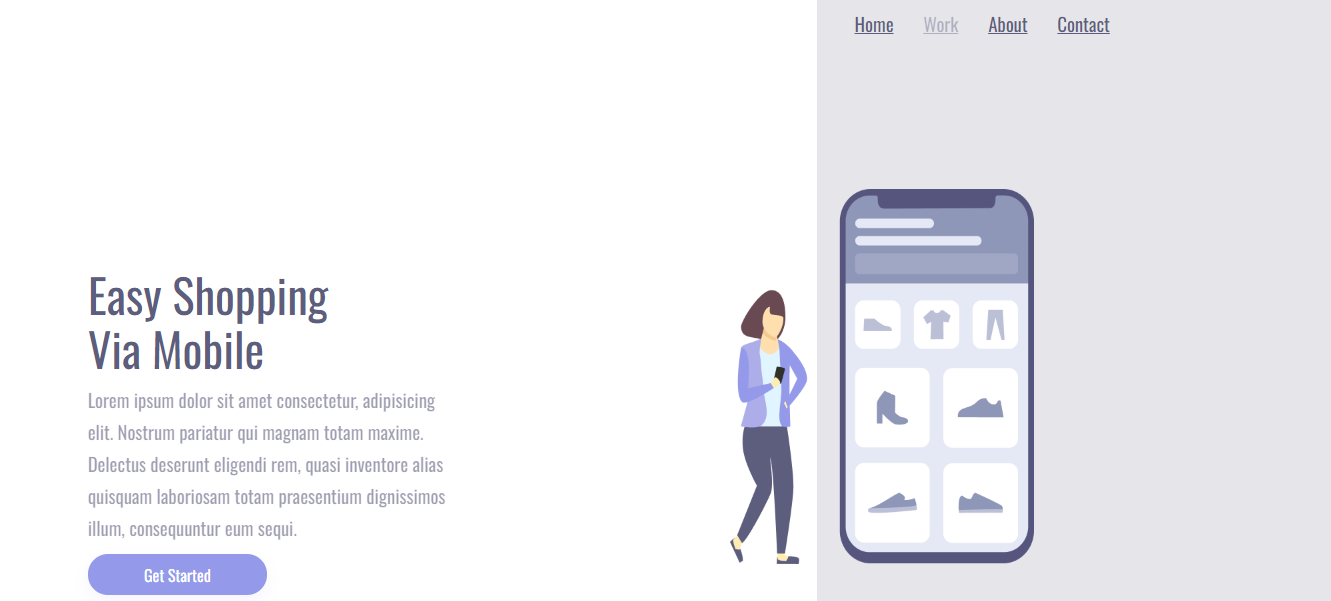 Home Work About Contact
Easy Shopping
Via Mobile
Lorem ipsum dolor sit amet consectetur, adipisicing
elit. Nostrum pariatur qui magnam totam maxime.
Delectus deserunt eligendi rem, quasi inventore alias
quisquam laboriosam totam praesentium dignissimos
illum, consequuntur eum sequi.
Get Started